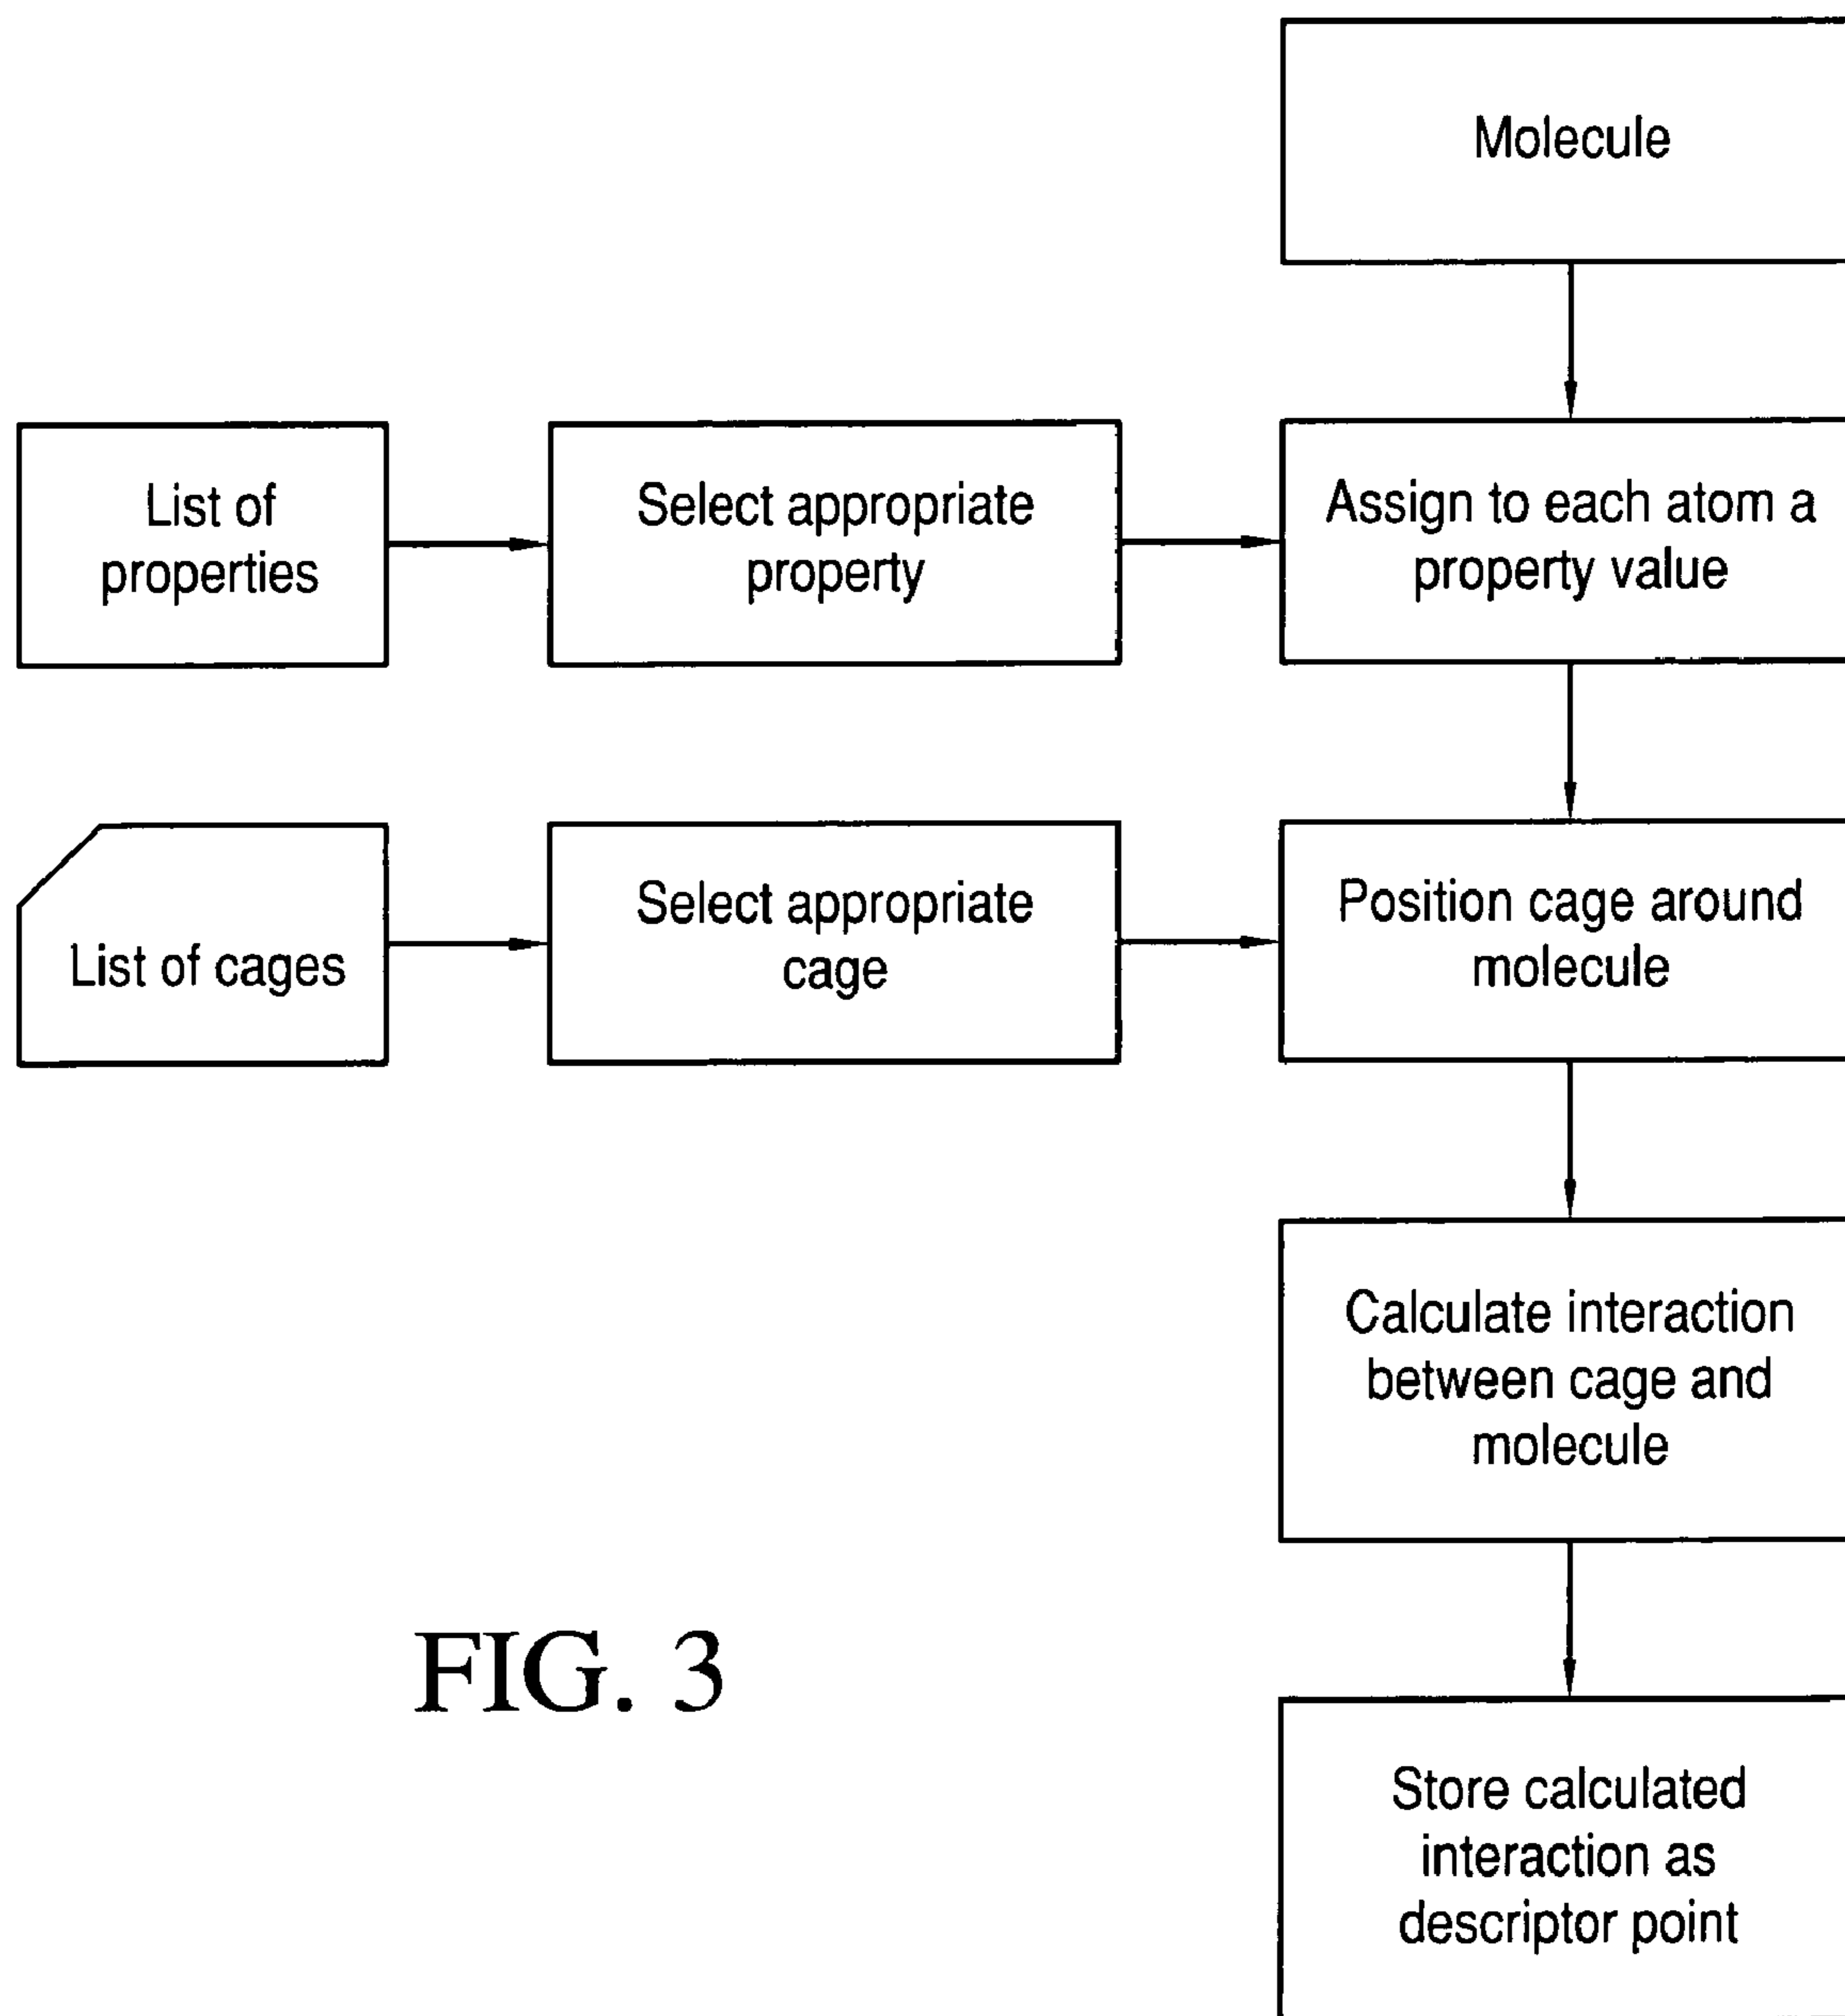 Molecule
List of
properties
Select appropriate
property
Assign to each atom a
property value
List of cages
Select appropriate
cage
Position cage around
molecule
Calculate interaction
between cage and
molecule
Store calculated
interaction as
descriptor point
FIG. 3